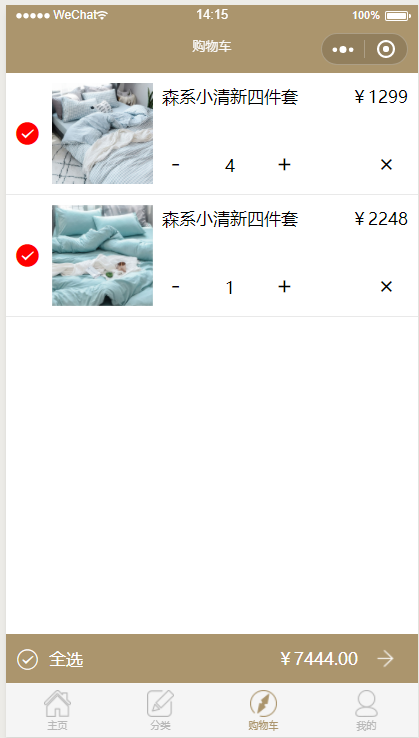 WeChat 14:15 100%
购物车
森系小清新四件套 ￥1299
- 4 + ×
森系小清新四件套 ￥2248
- 1 + ×
全选 ￥7444.00
主页 分类 购物车 我的